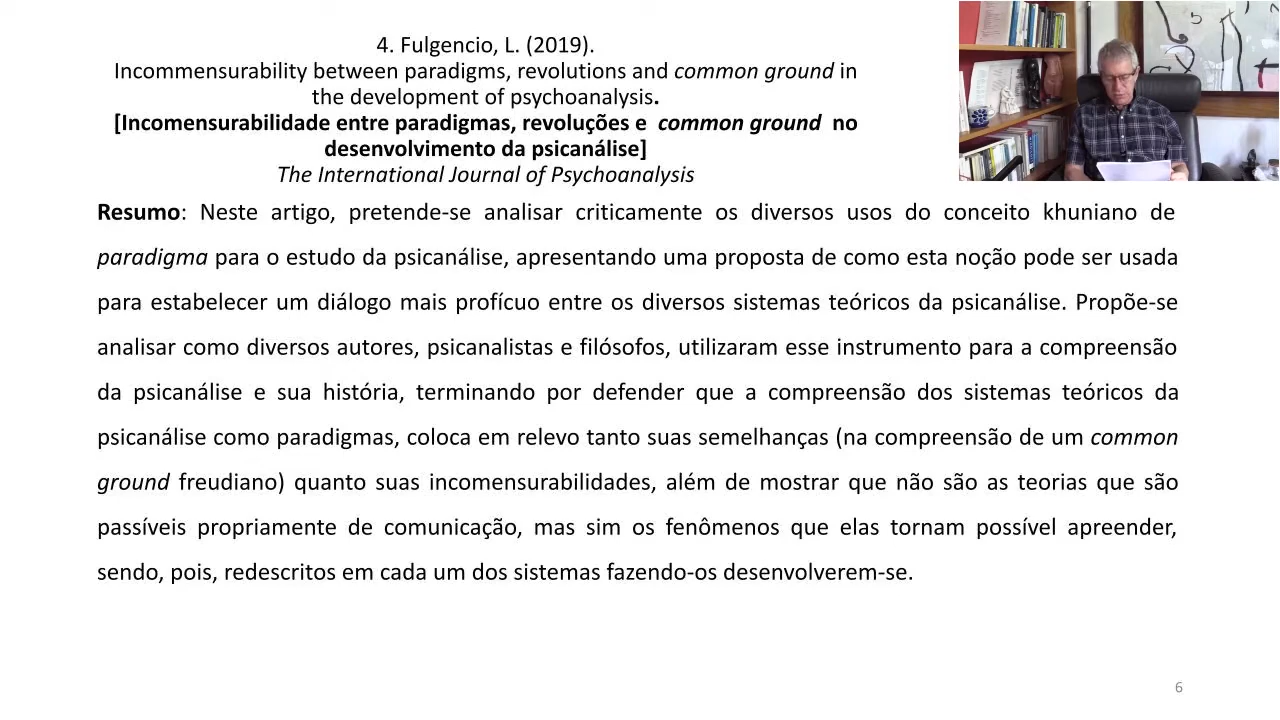 4. Fulgencio, L. (2019).
Incommensurability between paradigms, revolutions and common ground in
the development of psychoanalysis.
[Incomensurabilidade entre paradigmas, revoluções e common ground no
desenvolvimento da psicanálise]
The International Journal of Psychoanalysis
Resumo: Neste artigo, pretende-se analisar criticamente os diversos usos do conceito khuniano de
paradigma para o estudo da psicanálise, apresentando uma proposta de como esta noção pode ser usada
para estabelecer um diálogo mais profícuo entre os diversos sistemas teóricos da psicanálise. Propõe-se
analisar como diversos autores, psicanalistas e filósofos, utilizaram esse instrumento para a compreensão
da psicanálise e sua história, terminando por defender que a compreensão dos sistemas teóricos da
psicanálise como paradigmas, coloca em relevo tanto suas semelhanças (na compreensão de um common
ground freudiano) quanto suas incomensurabilidades, além de mostrar que não são as teorias que são
passíveis propriamente de comunicação, mas sim os fenômenos que elas tornam possível apreender,
sendo, pois, redescritos em cada um dos sistemas fazendo-os desenvolverem-se.
6